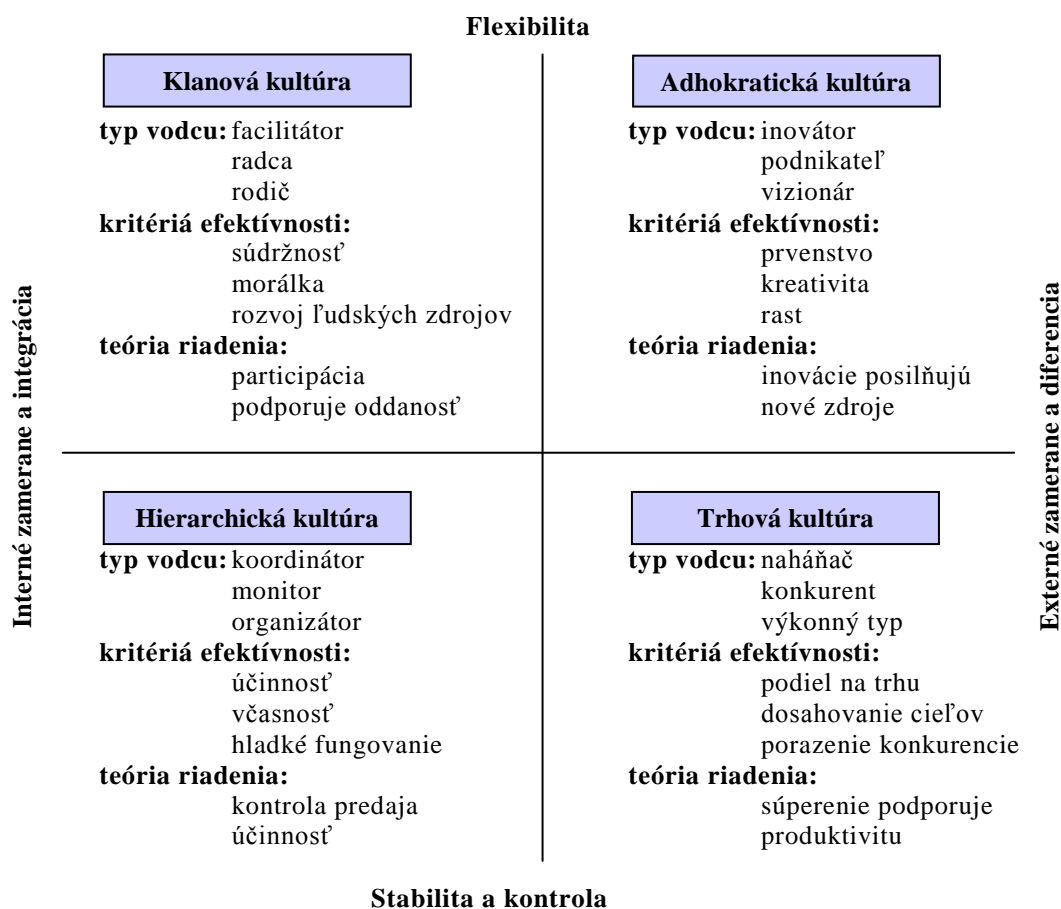 Flexibilita
Klanová kultúra
typ vodcu: facilitátor
radca
rodič
kritériá efektívnosti:
súdržnosť
morálka
rozvoj ľudských zdrojov
teória riadenia:
participácia
podporuje oddanosť
Adhokratická kultúra
typ vodcu: inovátor
podnikateľ
vizionár
kritériá efektívnosti:
prvenstvo
kreativita
rast
teória riadenia:
inovácie posilňujú
nové zdroje
Interné zamerane a integrácia
Externé zamerane a diferencia
Hierarchická kultúra
typ vodcu: koordinátor
monitor
organizátor
kritériá efektívnosti:
účinnosť
včasnosť
hladké fungovanie
teória riadenia:
kontrola predaja
účinnosť
Trhová kultúra
typ vodcu: naháňač
konkurent
výkonný typ
kritériá efektívnosti:
podiel na trhu
dosahovanie cieľov
porazenie konkurencie
teória riadenia:
súperenie podporuje
produktivitu
Stabilita a kontrola